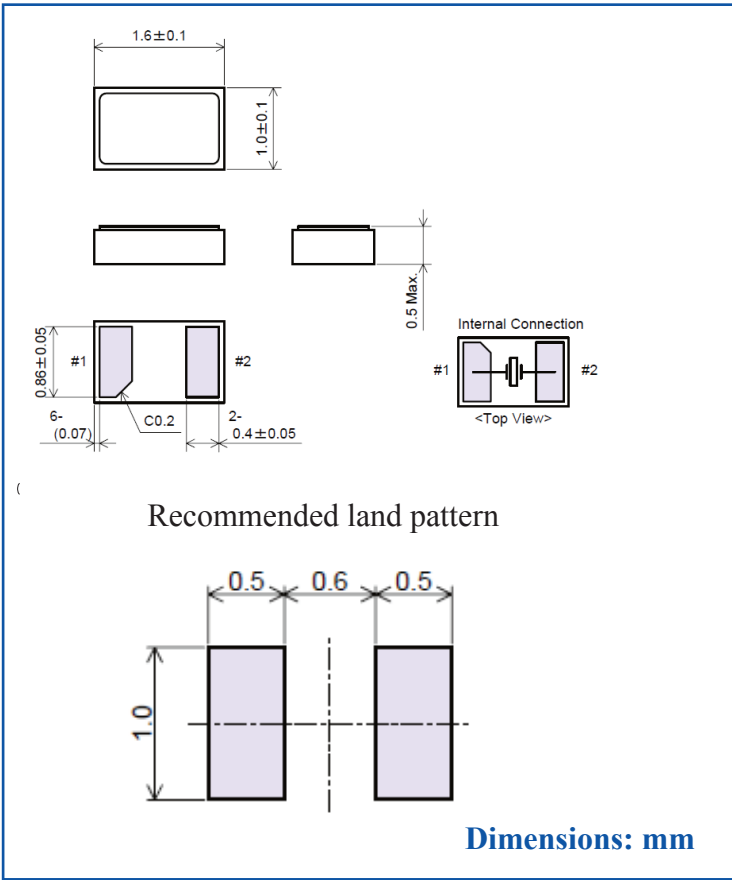 1.6±0.1
1.0±0.1
0.5 Max.
0.86±0.05
#1
#2
6-
(0.07)
C0.2
2-
0.4±0.05
Internal Connection
#1
#2
<Top View>
(
Recommended land pattern
0.5
0.6
0.5
1.0
Dimensions: mm